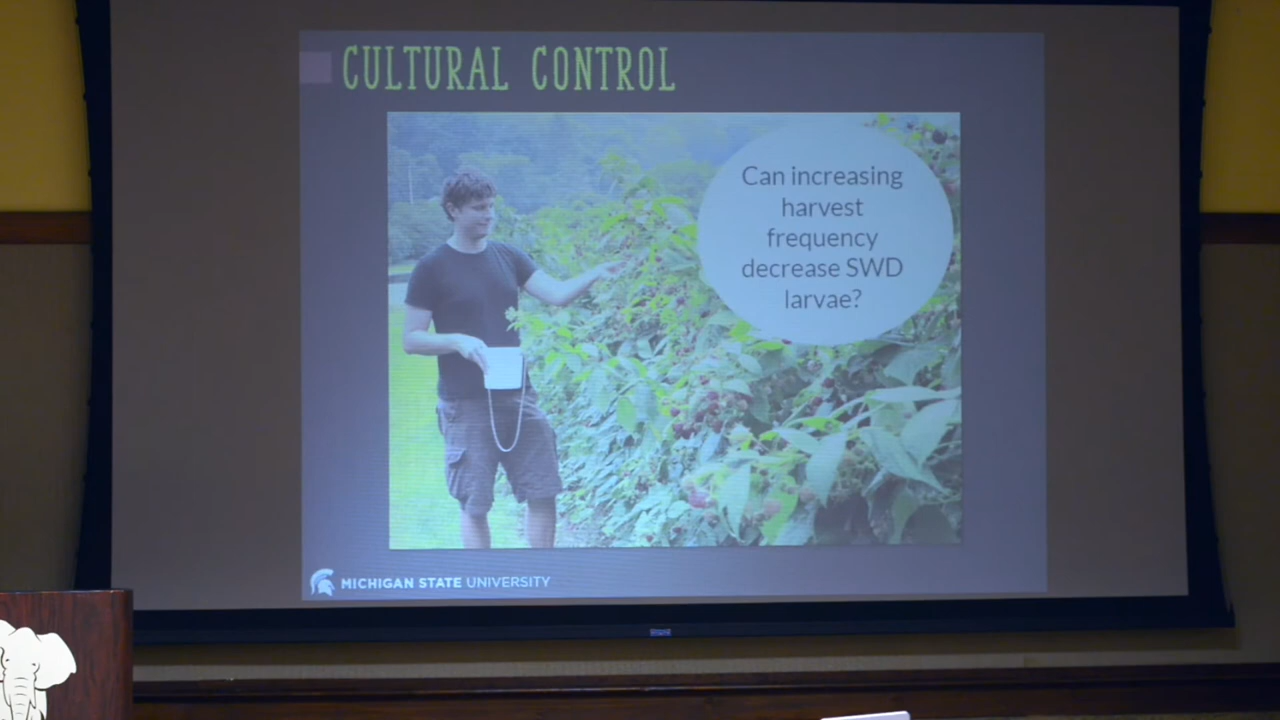 CULTURAL CONTROL
Can increasing
harvest
frequency
decrease SWD
larvae?
MICHIGAN STATE UNIVERSITY